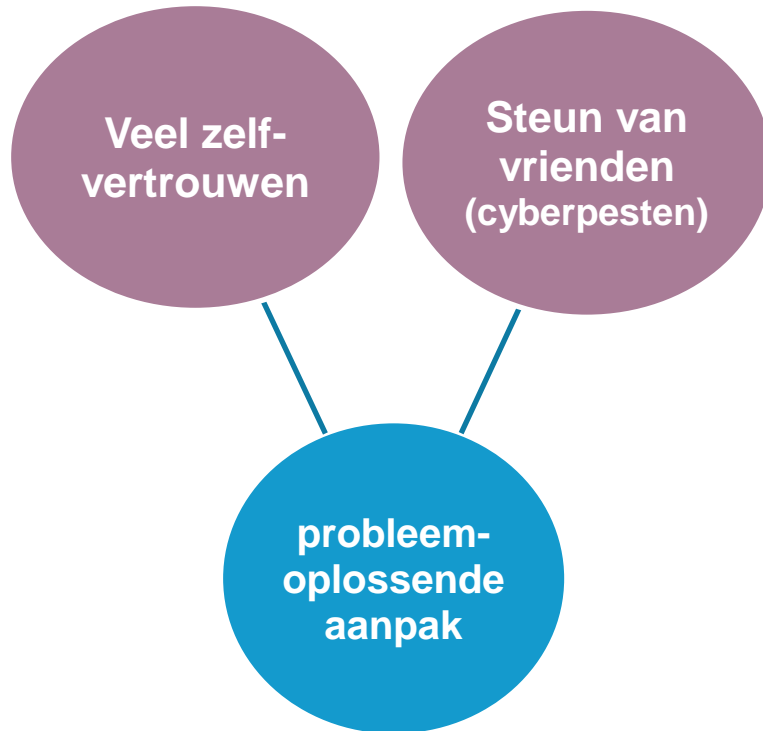 Veel zelf-
vertrouwen
Steun van
vrienden
(cyberpesten)
probleem-
oplossende
aanpak